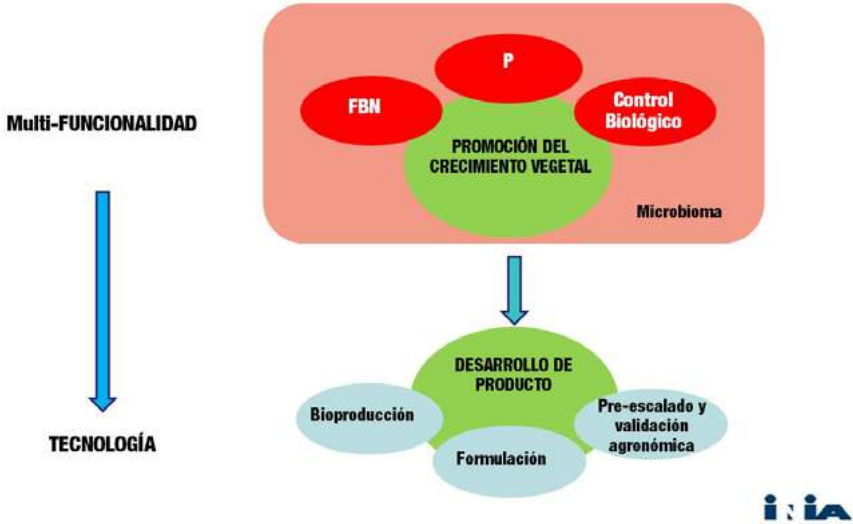 P
FBN
Control
Biológico
Multi-FUNCIONALIDAD
PROMOCIÓN DEL
CRECIMIENTO VEGETAL
Microbioma
DESARROLLO DE
PRODUCTO
Bioproducción
Pre-escalado y
validación
agronómica
Formulación
TECNOLOGÍA
iNiA